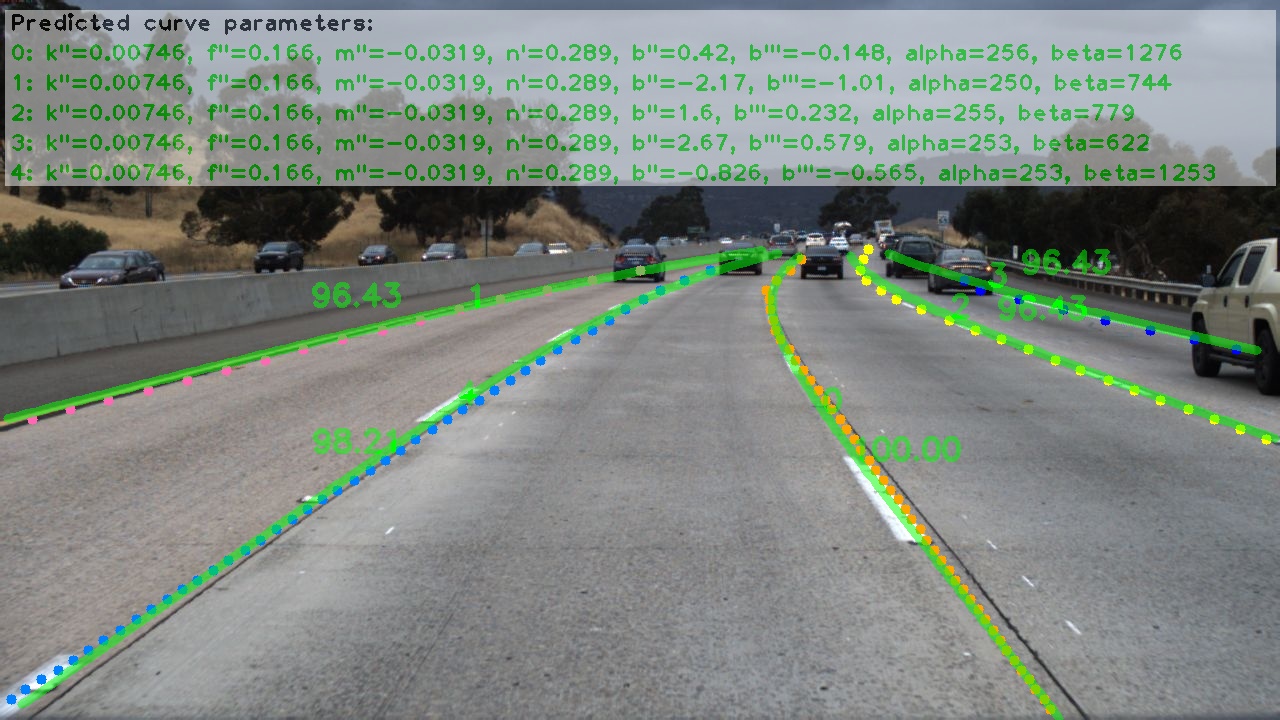 Predicted curve parameters:
0: k''=0.00746, f''=0.166, m''=-0.0319, n'=0.289, b''=0.42, b'''=-0.148, alpha=256, beta=1276
1: k''=0.00746, f''=0.166, m''=-0.0319, n'=0.289, b''=-2.17, b'''=-1.01, alpha=250, beta=744
2: k''=0.00746, f''=0.166, m''=-0.0319, n'=0.289, b''=1.6, b'''=0.232, alpha=255, beta=779
3: k''=0.00746, f''=0.166, m''=-0.0319, n'=0.289, b''=2.67, b'''=0.579, alpha=253, beta=622
4: k''=0.00746, f''=0.166, m''=-0.0319, n'=0.289, b''=-0.826, b'''=-0.565, alpha=253, beta=1253
3 96.43
96.43 1
2 96.43
4
0
98.21
00.00